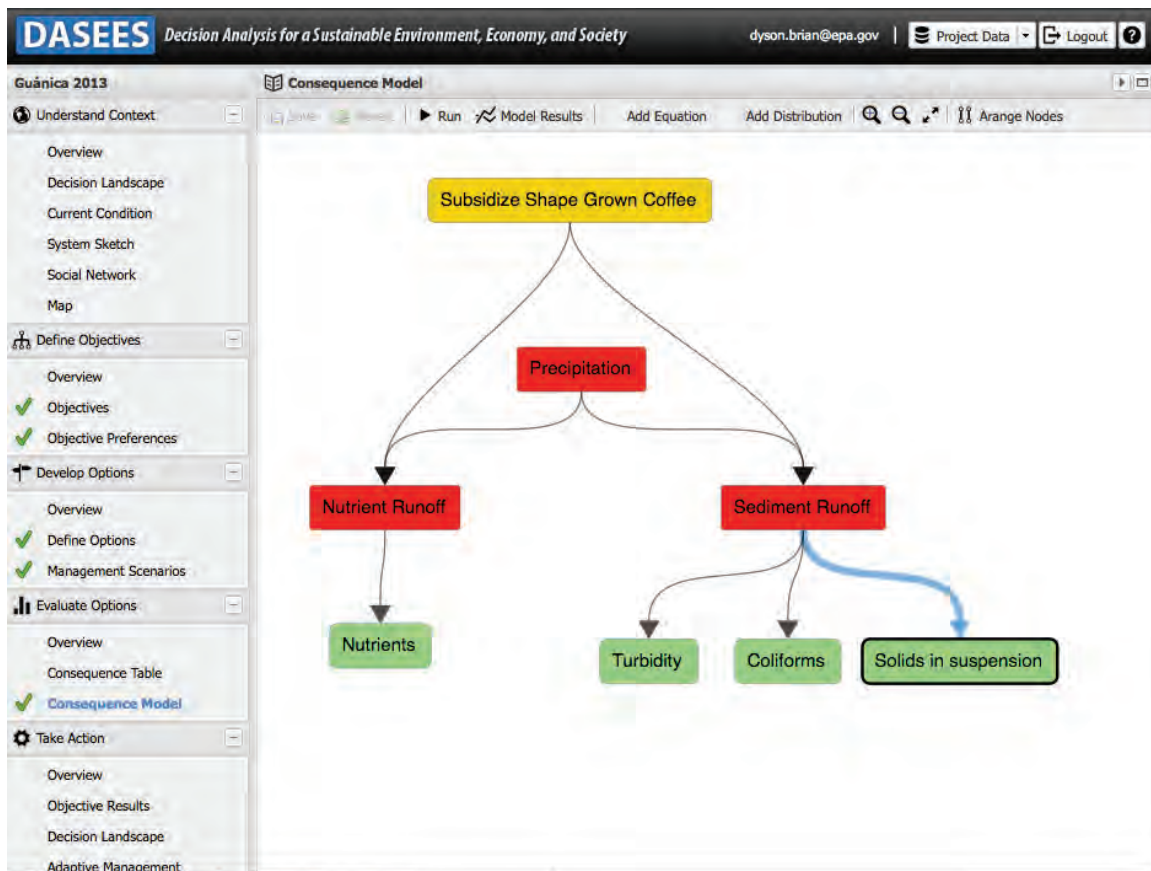 DASEES Decision Analysis for a Sustainable Environment, Economy, and Society dyson.brian@epa.gov | Project Data Logout ?
Guánica 2013
Consequence Model
Understand Context
Run Model Results Add Equation Add Distribution Arange Nodes
Overview
Decision Landscape
Current Condition
System Sketch
Social Network
Map
Define Objectives
Overview
Objectives
Objective Preferences
Develop Options
Overview
Define Options
Management Scenarios
Evaluate Options
Overview
Consequence Table
Consequence Model
Take Action
Overview
Objective Results
Decision Landscape
Adaptive Management
Subsidize Shape Grown Coffee
Precipitation
Nutrient Runoff
Sediment Runoff
Nutrients
Turbidity
Coliforms
Solids in suspension